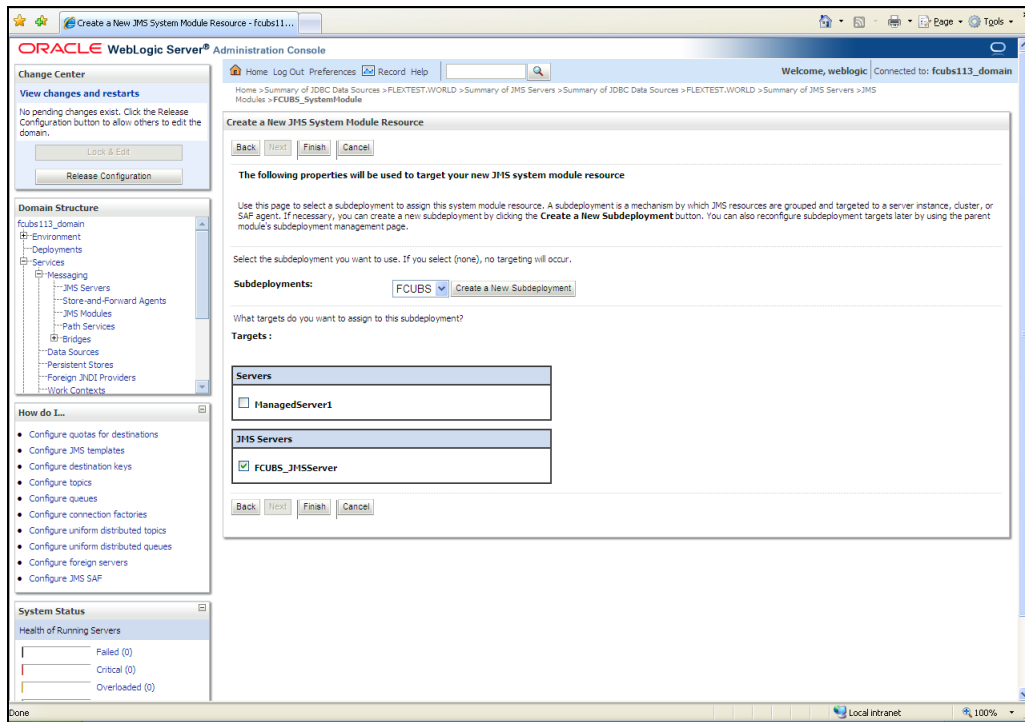 Create a New JMS System Module Resource - fcubs11...
Page
Tools
ORACLE WebLogic Server® Administration Console
Change Center
View changes and restarts
No pending changes exist. Click the Release
Configuration button to allow others to edit the
domain.
Lock & Edit
Release Configuration
Domain Structure
fcubs113_domain
Environment
Deployments
Services
Messaging
JMS Servers
Store-and-Forward Agents
JMS Modules
Path Services
Bridges
Data Sources
Persistent Stores
Foreign JNDI Providers
Work Contexts
How do I...
Configure quotas for destinations
Configure JMS templates
Configure destination keys
Configure topics
Configure queues
Configure connection factories
Configure uniform distributed topics
Configure uniform distributed queues
Configure foreign servers
Configure JMS SAF
System Status
Health of Running Servers
Failed (0)
Critical (0)
Overloaded (0)
Home Log Out Preferences Record Help
Welcome, weblogic Connected to: fcubs113_domain
Home >Summary of JDBC Data Sources >FLEXTEST.WORLD >Summary of JMS Servers >Summary of JDBC Data Sources >FLEXTEST.WORLD >Summary of JMS Servers >JMS
Modules >FCUBS_SystemModule
Create a New JMS System Module Resource
Back Next Finish Cancel
The following properties will be used to target your new JMS system module resource
Use this page to select a subdeployment to assign this system module resource. A subdeployment is a mechanism by which JMS resources are grouped and targeted to a server instance, cluster, or
SAF agent. If necessary, you can create a new subdeployment by clicking the Create a New Subdeployment button. You can also reconfigure subdeployment targets later by using the parent
module's subdeployment management page.
Select the subdeployment you want to use. If you select (none), no targeting will occur.
Subdeployments: FCUBS Create a New Subdeployment
What targets do you want to assign to this subdeployment?
Targets :
Servers
ManagedServer1
JMS Servers
FCUBS_JMSServer
Back Next Finish Cancel
Done
Local intranet
100%